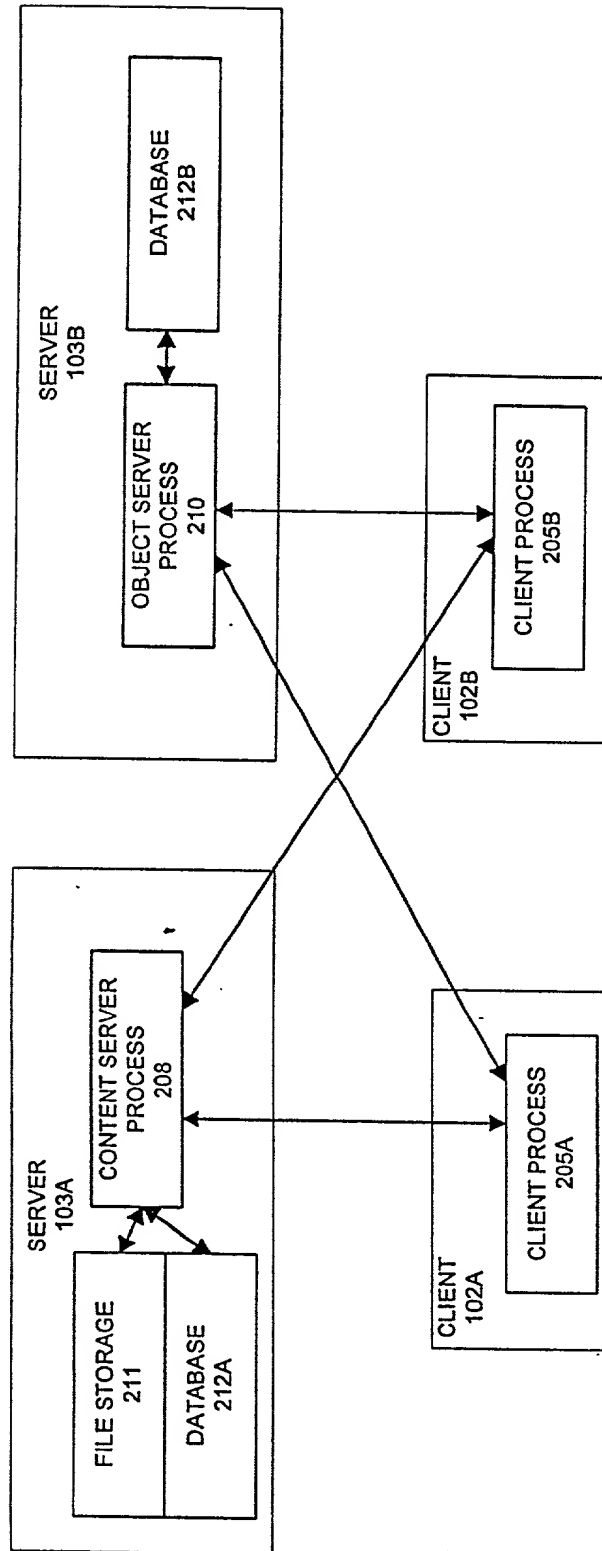 SERVER
103A
FILE STORAGE
211
DATABASE
212A
CONTENT SERVER
PROCESS
208
SERVER
103B
OBJECT SERVER
PROCESS
210
DATABASE
212B
CLIENT
102A
CLIENT PROCESS
205A
CLIENT
102B
CLIENT PROCESS
205B